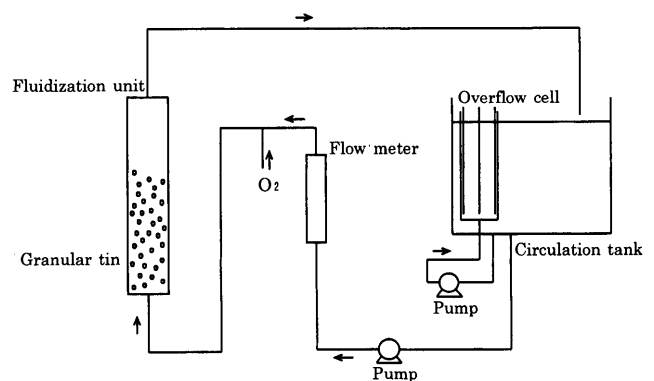 Fluidization unit
Overflow cell
Flow meter
O2
Granular tin
Circulation tank
Pump
Pump